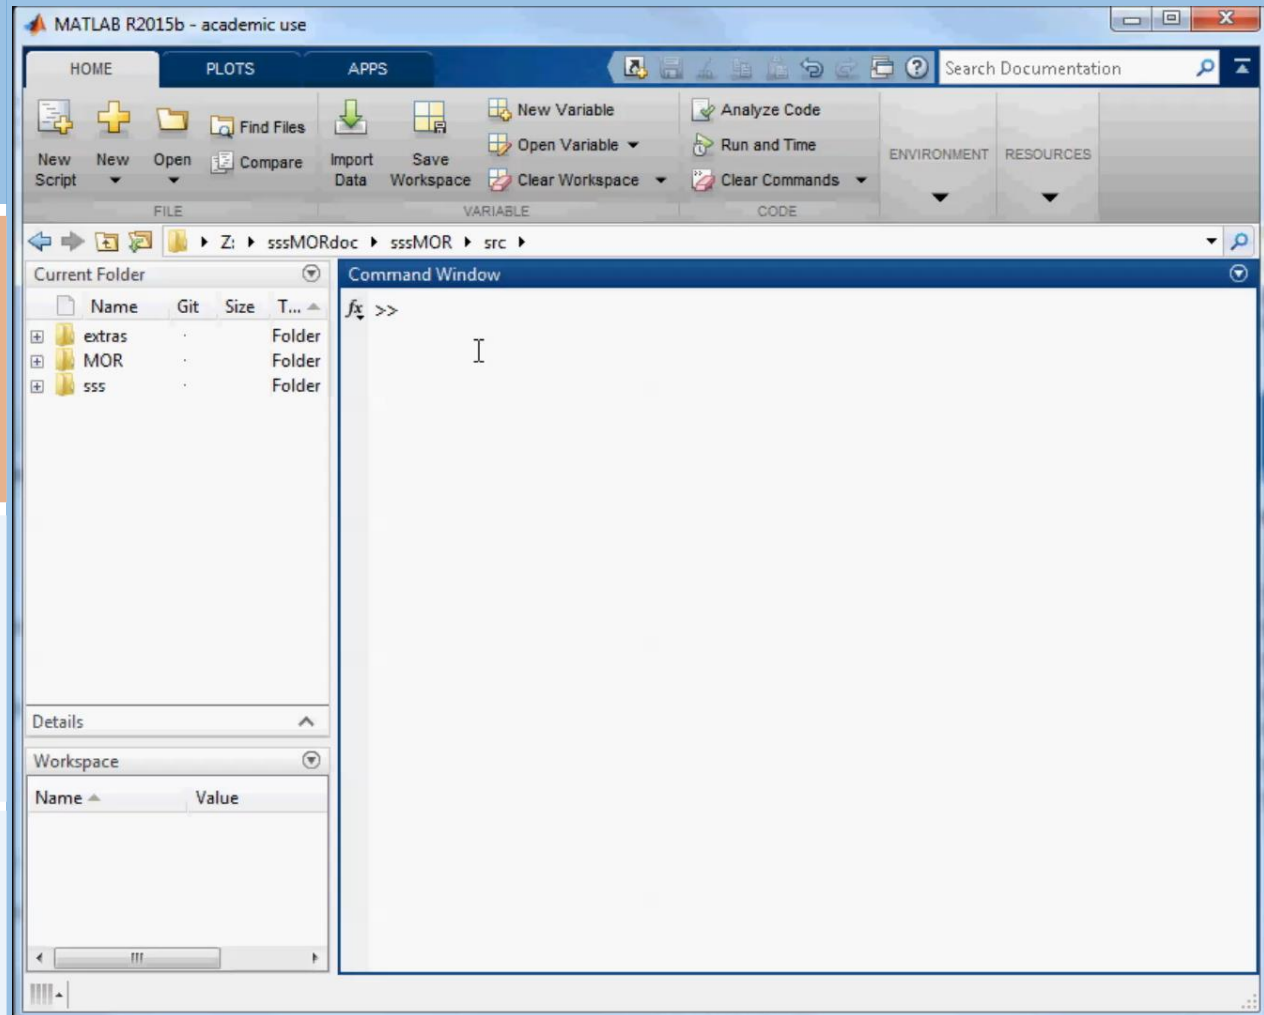 MATLAB R2015b - academic use
HOME PLOTS APPS Search Documentation
New Script
New
Open
Find Files
Compare
Import Data
Save Workspace
New Variable
Open Variable
Clear Workspace
Analyze Code
Run and Time
Clear Commands
ENVIRONMENT
RESOURCES
FILE VARIABLE CODE
Z: sssMORdoc sssMOR src
Current Folder
Name Git Size T...
extras Folder
MOR Folder
sss Folder
Details
Workspace
Name Value
Command Window
fx >>